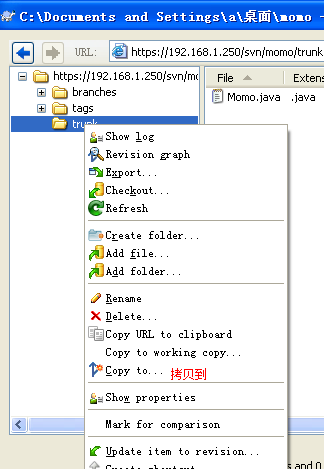 C:\Documents and Settings\a\桌面\momo -
URL: https://192.168.1.250/svn/momo/trunk
https://192.168.1.250/svn/mo
File Extens
branches
Momo.java .java
tags
trunk
Show log
Revision graph
Export...
Checkout...
Refresh
Create folder...
Add file...
Add folder...
Rename
Delete...
Copy URL to clipboard
Copy to working copy...
Copy to... 拷贝到
Show properties
Mark for comparison
Update item to revision...
es and 0
Create shortcut